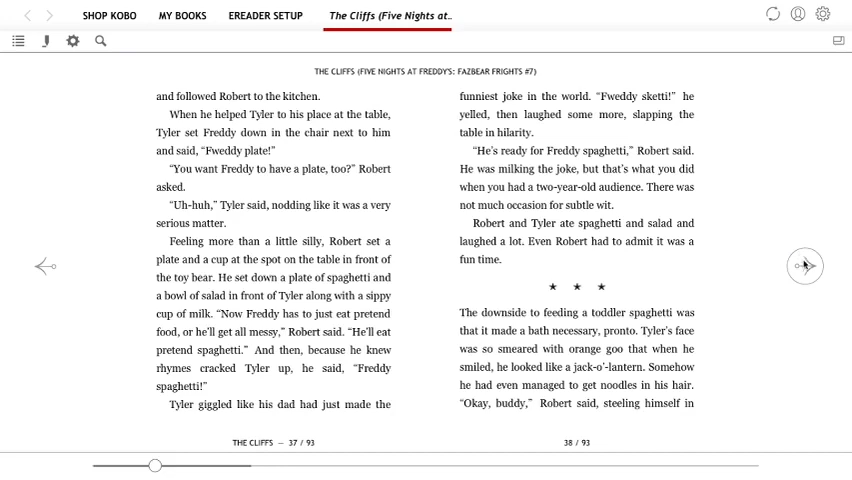 SHOP KOBO
MY BOOKS
EREADER SETUP
The Cliffs (Five Nights at..
THE CLIFFS (FIVE NIGHTS AT FREDDY'S: FAZBEAR FRIGHTS #7)
and followed Robert to the kitchen.
When he helped Tyler to his place at the table,
Tyler set Freddy down in the chair next to him
and said, “Fweddy plate!”
“You want Freddy to have a plate, too?” Robert
asked.
“Uh-huh,” Tyler said, nodding like it was a very
serious matter.
Feeling more than a little silly, Robert set a
plate and a cup at the spot on the table in front of
the toy bear. He set down a plate of spaghetti and
a bowl of salad in front of Tyler along with a sippy
cup of milk. “Now Freddy has to just eat pretend
food, or he’ll get all messy,” Robert said. “He’ll eat
pretend spaghetti.” And then, because he knew
rhymes cracked Tyler up, he said, “Freddy
spaghetti!”
Tyler giggled like his dad had just made the
THE CLIFFS — 37 / 93
funniest joke in the world. “Fweddy sketti!” he
yelled, then laughed some more, slapping the
table in hilarity.
“He’s ready for Freddy spaghetti,” Robert said.
He was milking the joke, but that’s what you did
when you had a two-year-old audience. There was
not much occasion for subtle wit.
Robert and Tyler ate spaghetti and salad and
laughed a lot. Even Robert had to admit it was a
fun time.
★ ★ ★
The downside to feeding a toddler spaghetti was
that it made a bath necessary, pronto. Tyler’s face
was so smeared with orange goo that when he
smiled, he looked like a jack-o’-lantern. Somehow
he had even managed to get noodles in his hair.
“Okay, buddy,” Robert said, steeling himself in
38 / 93